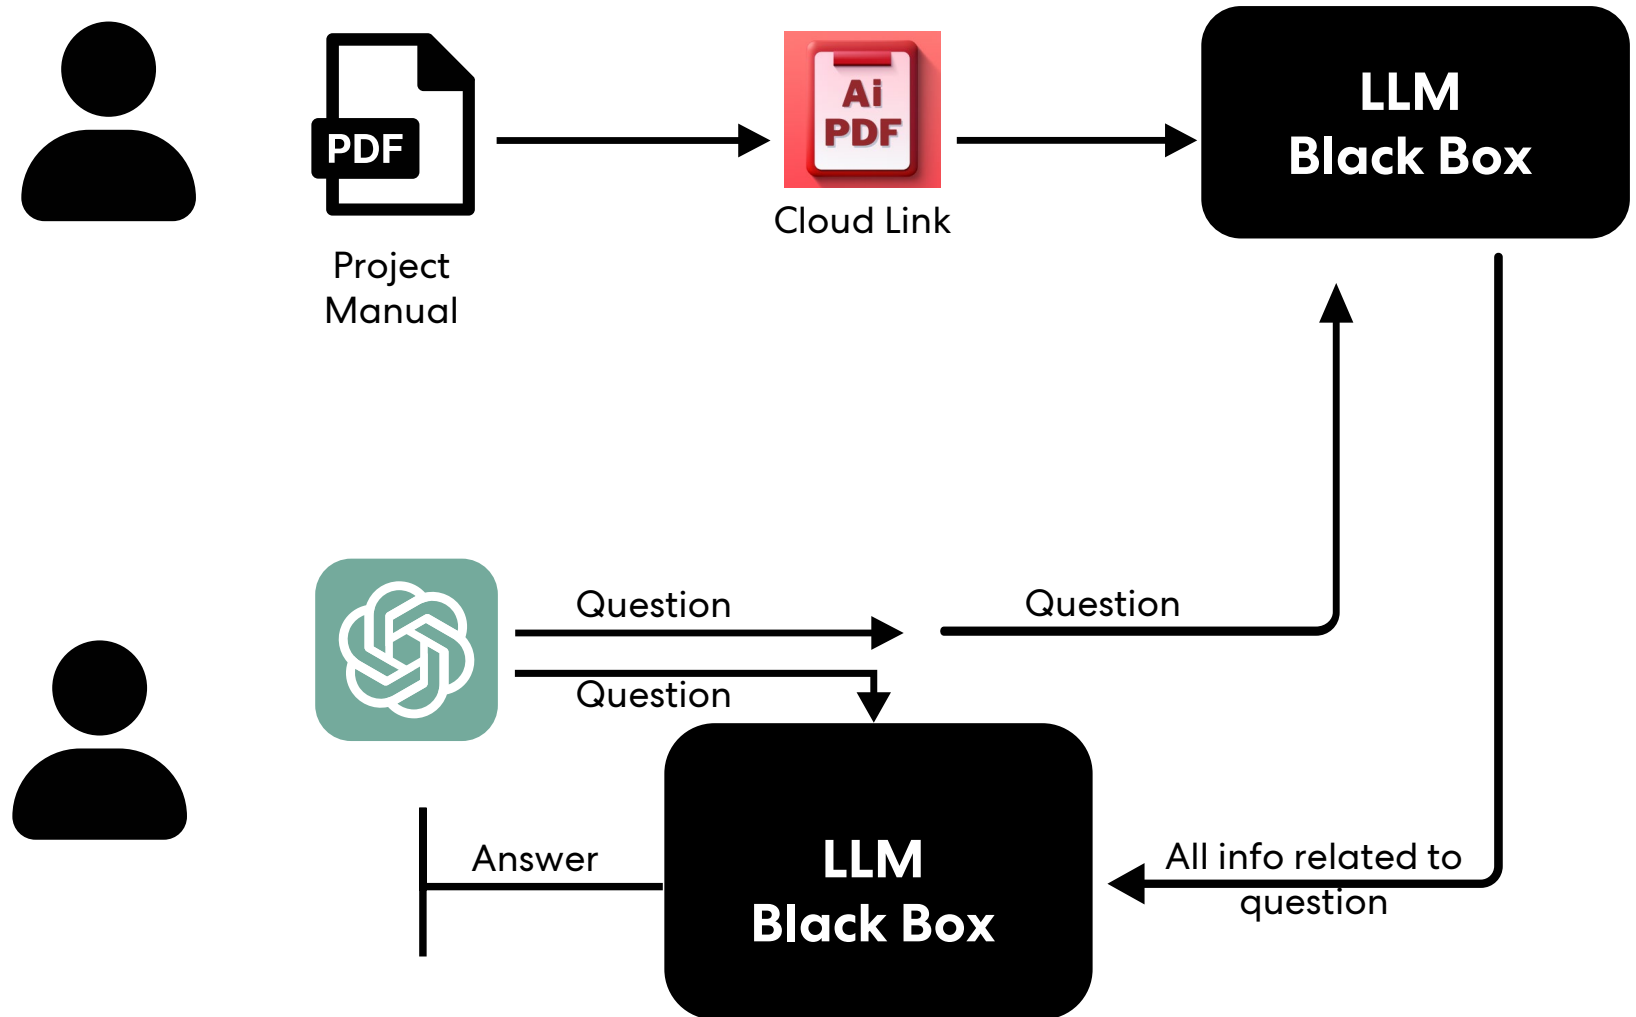 PDF
Project
Manual
Ai
PDF
Cloud Link
LLM
Black Box
Question
Question
Question
Answer
LLM
Black Box
All info related to
question